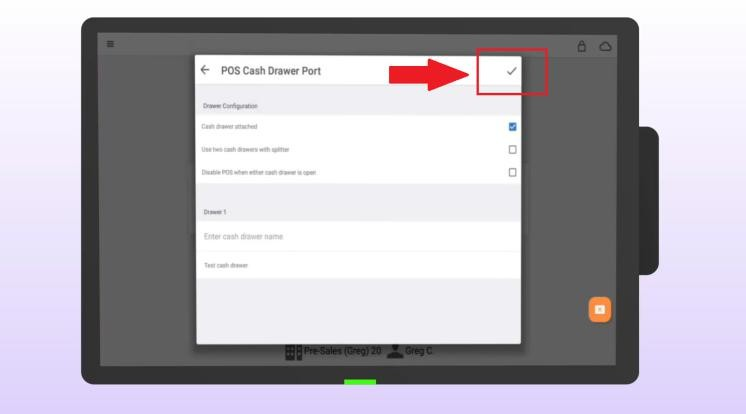 POS Cash Drawer Port
Drawer Configuration
Cash drawer attached
Use two cash drawers with splitter
Disable POS when either cash drawer is open
Drawer 1
Enter cash drawer name
Test cash drawer
Pre-Sales (Greg) 20 Greg C.